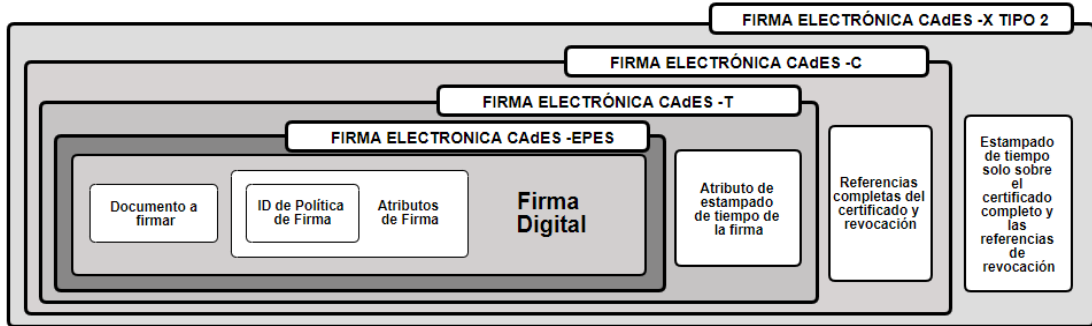 FIRMA ELECTRÓNICA CAdES -X TIPO 2
FIRMA ELECTRÓNICA CAdES -C
FIRMA ELECTRÓNICA CAdES -T
FIRMA ELECTRONICA CAdES -EPES
Documento a
firmar
ID de Política
de Firma
Atributos
de Firma
Firma
Digital
Atributo de
estampado
de tiempo de
la firma
Referencias
completas del
certificado y
revocación
Estampado
de tiempo
solo sobre
el
certificado
completo y
las
referencias
de
revocación